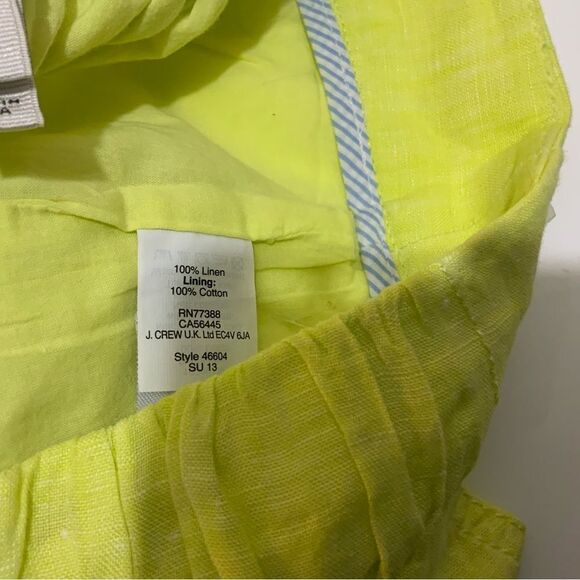 100% Linen
Lining:
100% Cotton
RN77388
CA56445
J. CREW U.K. Ltd EC4V 6JA
Style 46604
SU 13